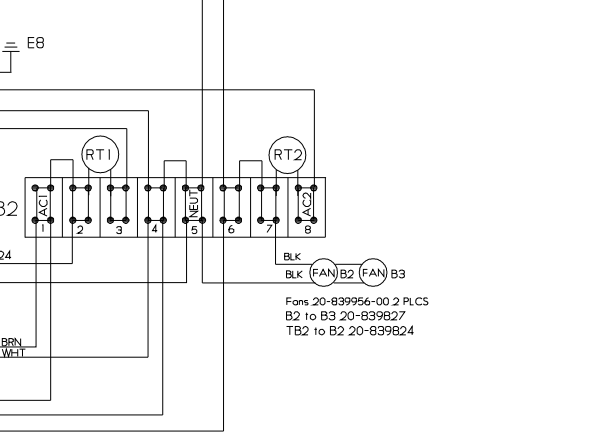 E8
RT1
RT2
B2
AC1
NEUT
AC2
1 2 3 4 5 6 7 8
24
BLK
BLK FAN B2 FAN B3
Fans 20-839956-00 2 PLCS
B2 to B3 20-839827
TB2 to B2 20-839824
BRN
WHT